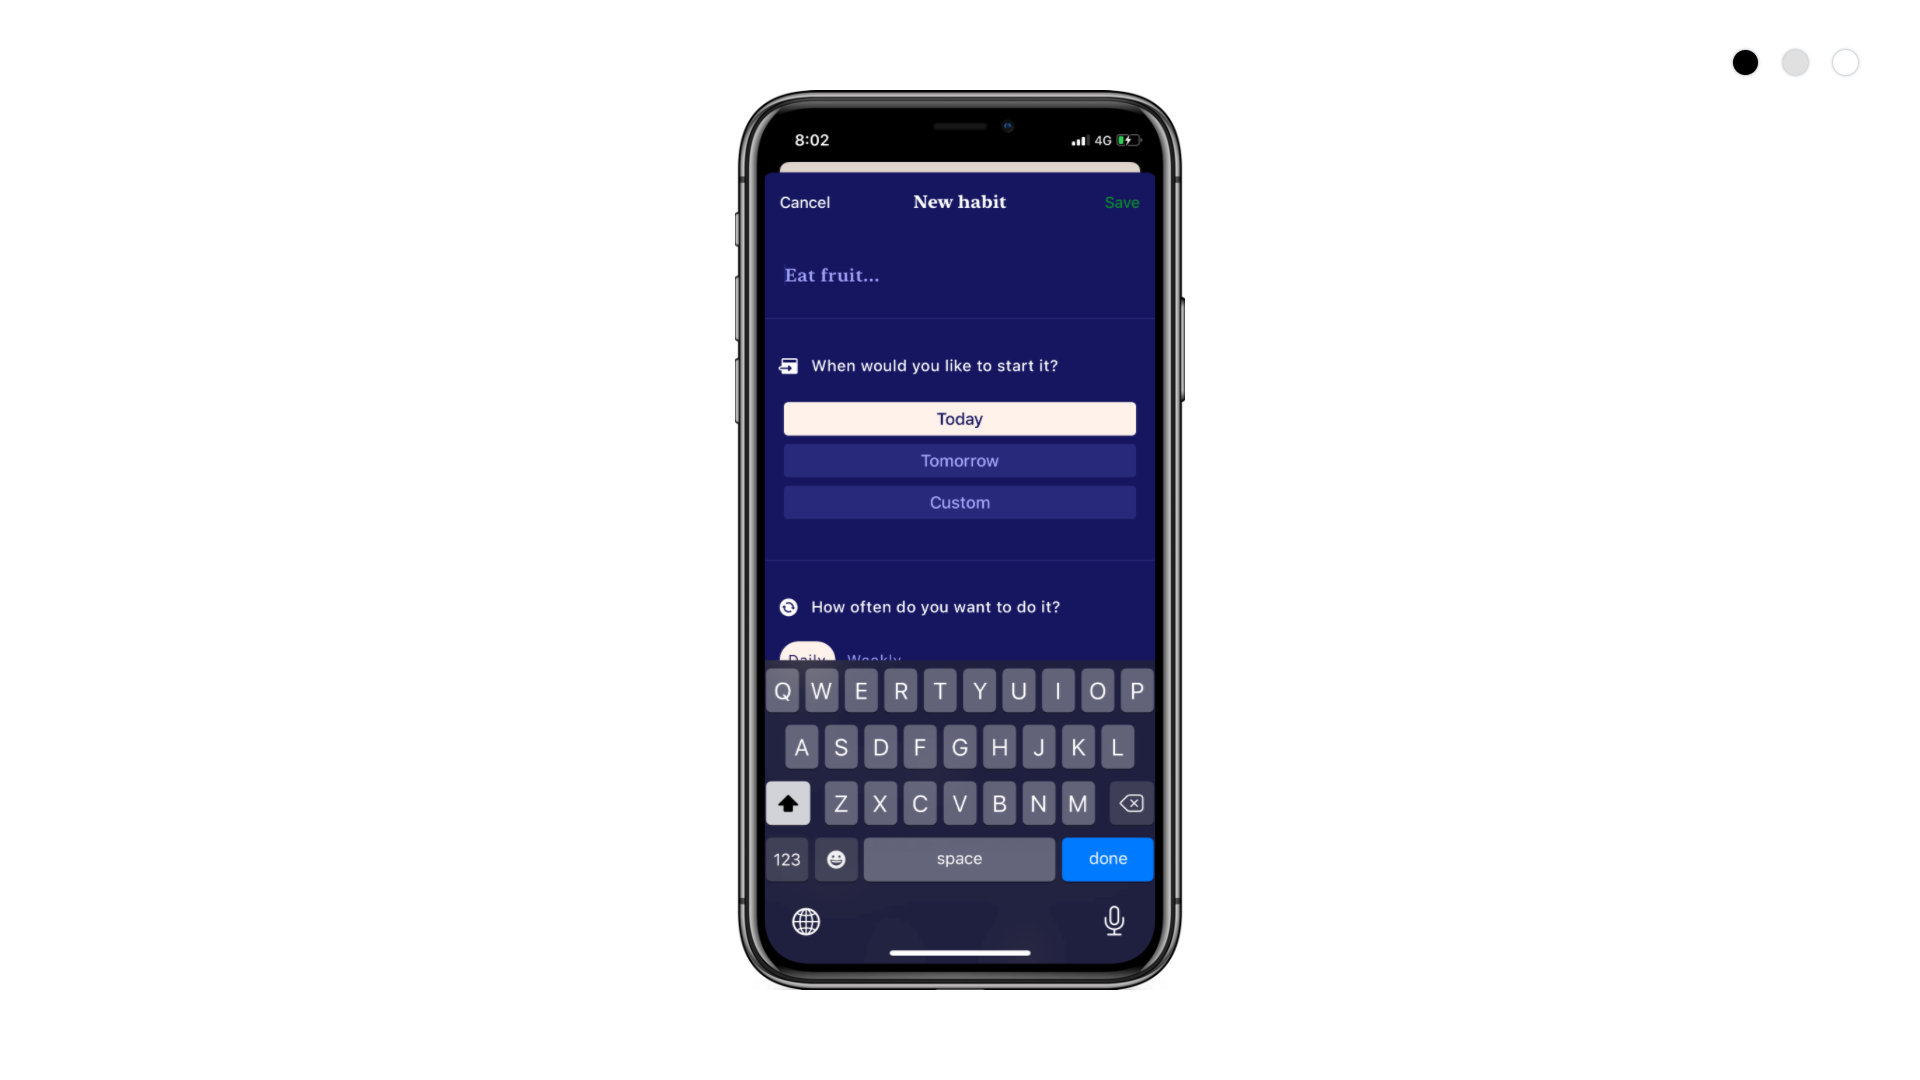 8:02 4G
Cancel New habit Save
Eat fruit...
When would you like to start it?
Today
Tomorrow
Custom
How often do you want to do it?
Daily Weekly
Q W E R T Y U I O P
A S D F G H J K L
Z X C V B N M
123 space done